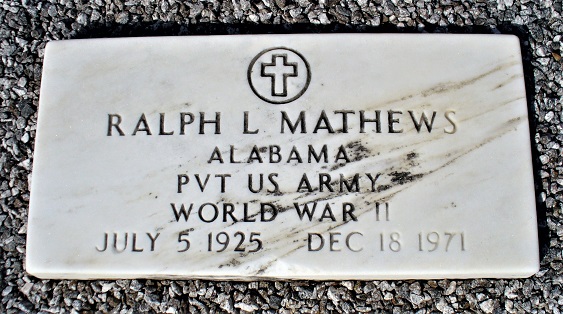 RALPH L MATHEWS
ALABAMA
PVT US ARMY
WORLD WAR II
JULY 5 1925 DEC 18 1971